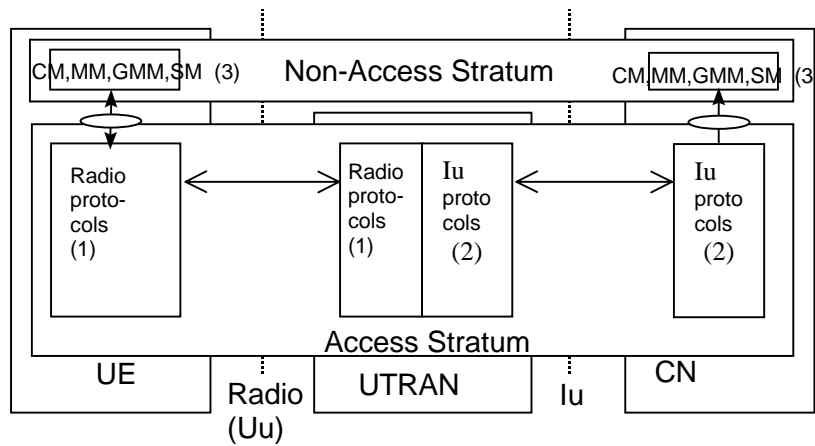 CM,MM,GMM,SM (3)
Non-Access Stratum
CM,MM,GMM,SM (3
Radio
proto-
cols
(1)
Radio
proto-
cols
(1)
Iu
proto
cols
(2)
Iu
proto
cols
(2)
Access Stratum
UE
Radio
(Uu)
UTRAN
Iu
CN